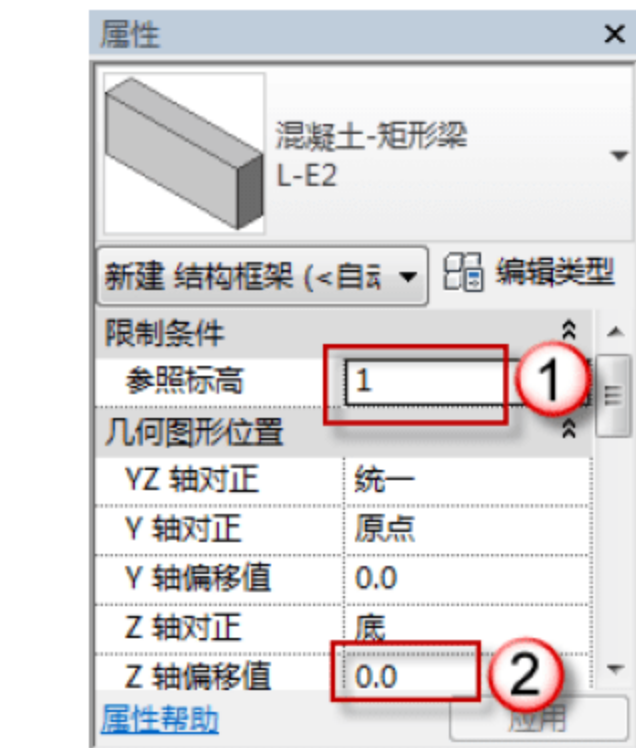 属性
混凝土-矩形梁
L-E2
新建 结构框架 (<自动
编辑类型
限制条件
参照标高 1
1
几何图形位置
YZ 轴对正 统一
Y 轴对正 原点
Y 轴偏移值 0.0
Z 轴对正 底
Z 轴偏移值 0.0
2
属性帮助 应用